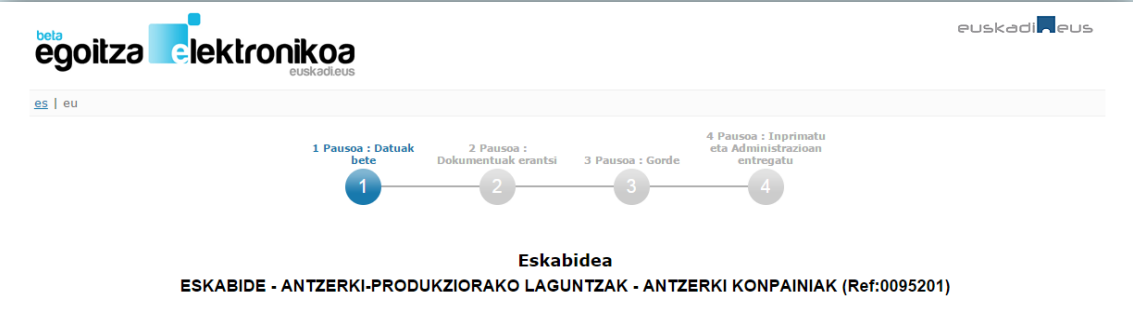 beta
egoitza elektronikoa
euskadi.eus
euskadi eus
es | eu
1 Pausoa : Datuak
bete
2 Pausoa :
Dokumentuak erantsi
3 Pausoa : Gorde
4 Pausoa : Inprimatu
eta Administrazioan
entregatu
1
2
3
4
Eskabidea
ESKABIDE - ANTZERKI-PRODUKZIORAKO LAGUNTZAK - ANTZERKI KONPAINIAK (Ref:0095201)